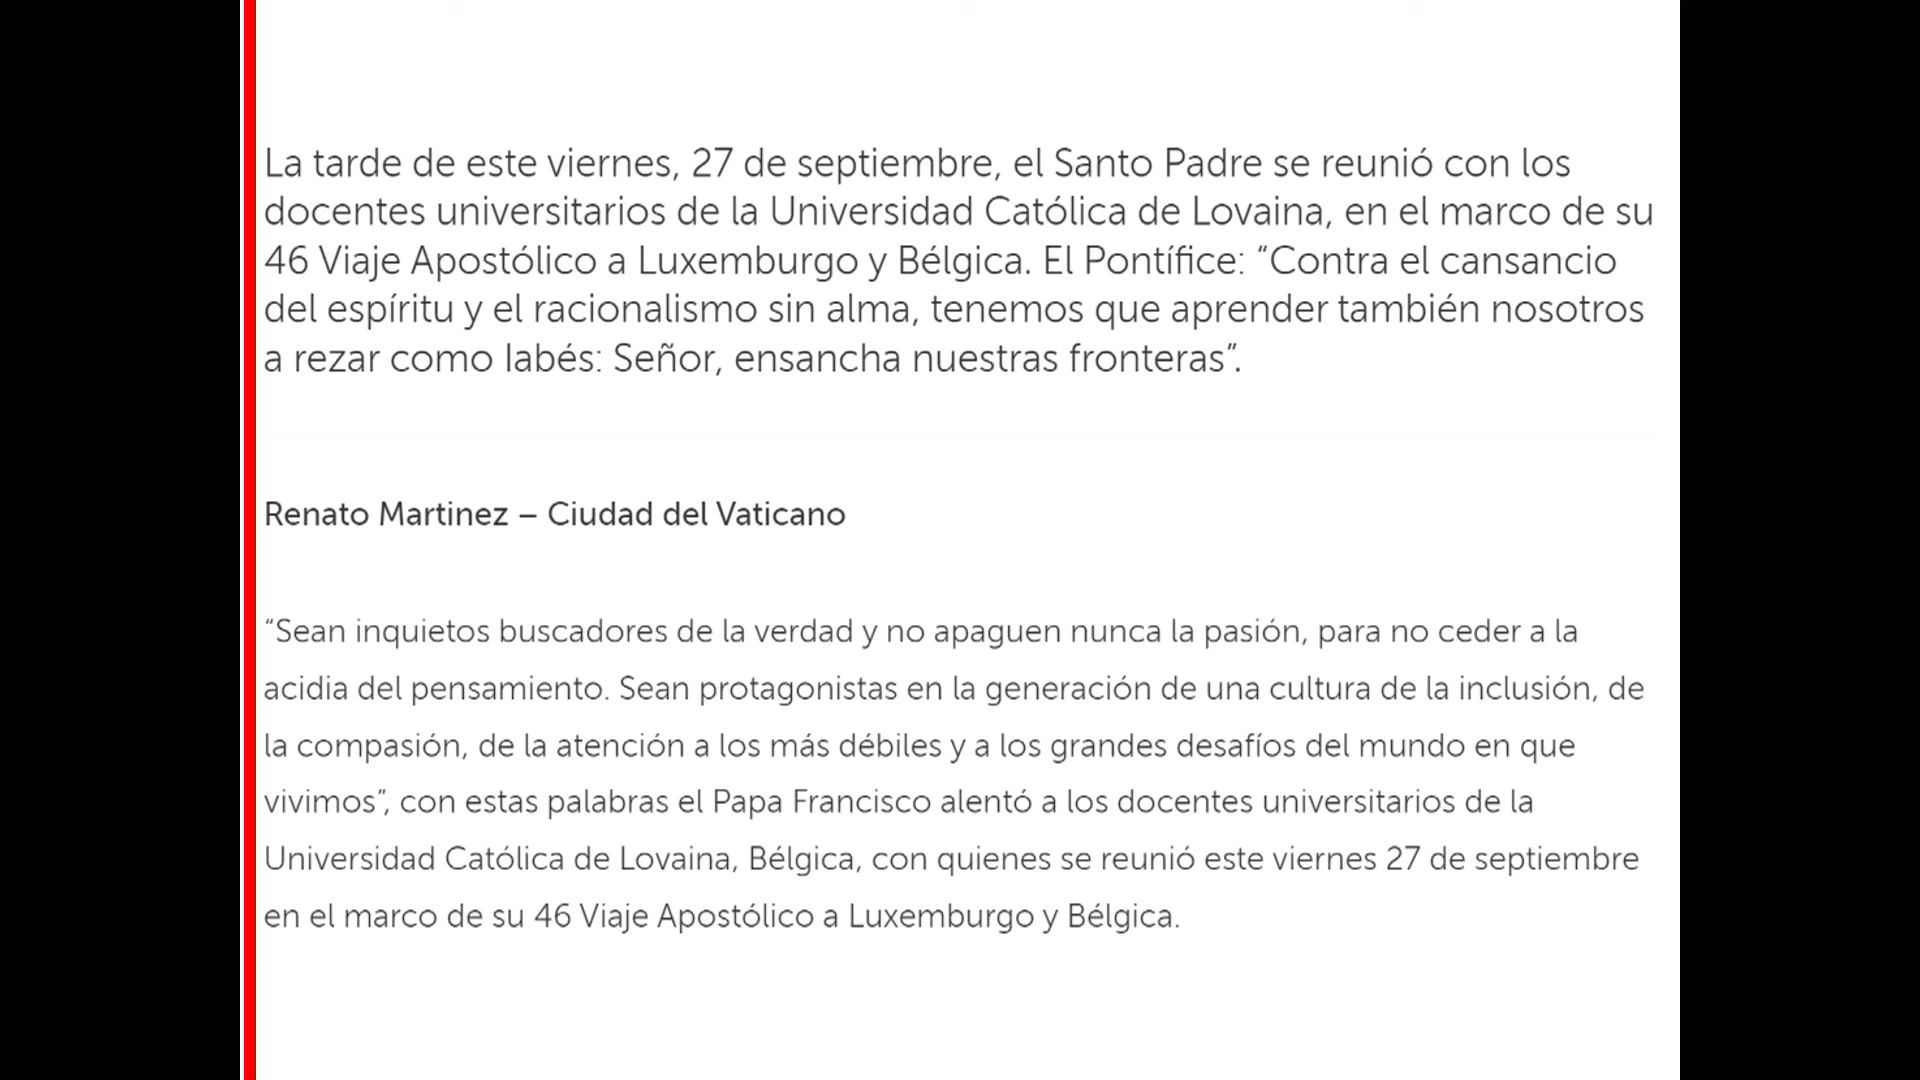 La tarde de este viernes, 27 de septiembre, el Santo Padre se reunió con los
docentes universitarios de la Universidad Católica de Lovaina, en el marco de su
46 Viaje Apostólico a Luxemburgo y Bélgica. El Pontífice: “Contra el cansancio
del espíritu y el racionalismo sin alma, tenemos que aprender también nosotros
a rezar como Iabés: Señor, ensancha nuestras fronteras”.
Renato Martinez – Ciudad del Vaticano
“Sean inquietos buscadores de la verdad y no apaguen nunca la pasión, para no ceder a la
acidia del pensamiento. Sean protagonistas en la generación de una cultura de la inclusión, de
la compasión, de la atención a los más débiles y a los grandes desafíos del mundo en que
vivimos”, con estas palabras el Papa Francisco alentó a los docentes universitarios de la
Universidad Católica de Lovaina, Bélgica, con quienes se reunió este viernes 27 de septiembre
en el marco de su 46 Viaje Apostólico a Luxemburgo y Bélgica.